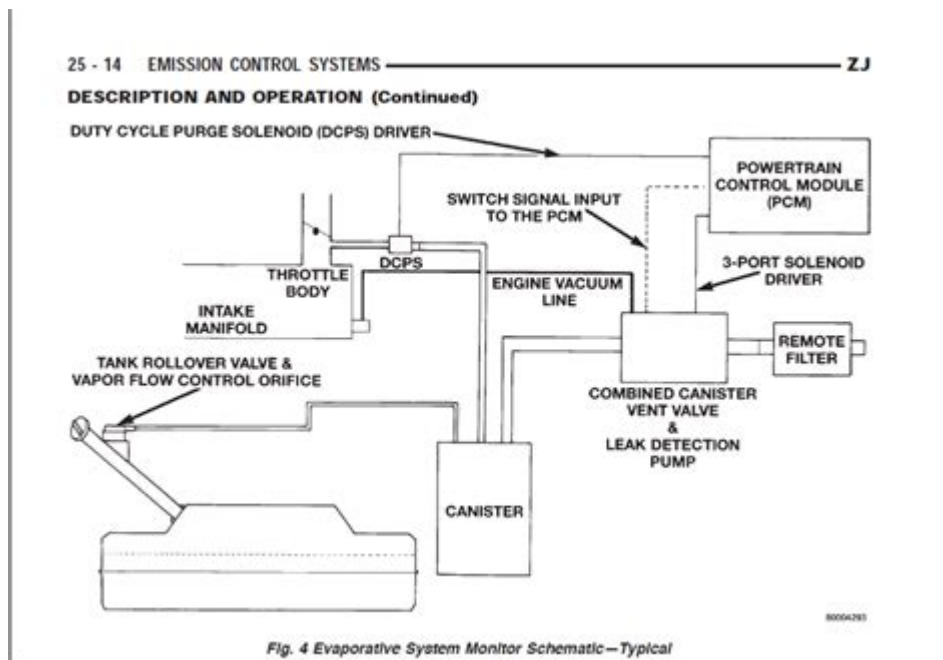 25 - 14 EMISSION CONTROL SYSTEMS ZJ
DESCRIPTION AND OPERATION (Continued)
DUTY CYCLE PURGE SOLENOID (DCPS) DRIVER
POWERTRAIN
CONTROL MODULE
(PCM)
SWITCH SIGNAL INPUT
TO THE PCM
3-PORT SOLENOID
DRIVER
DCPS
THROTTLE
BODY
ENGINE VACUUM
LINE
INTAKE
MANIFOLD
REMOTE
FILTER
TANK ROLLOVER VALVE &
VAPOR FLOW CONTROL ORIFICE
COMBINED CANISTER
VENT VALVE
&
LEAK DETECTION
PUMP
CANISTER
80004293
Fig. 4 Evaporative System Monitor Schematic—Typical